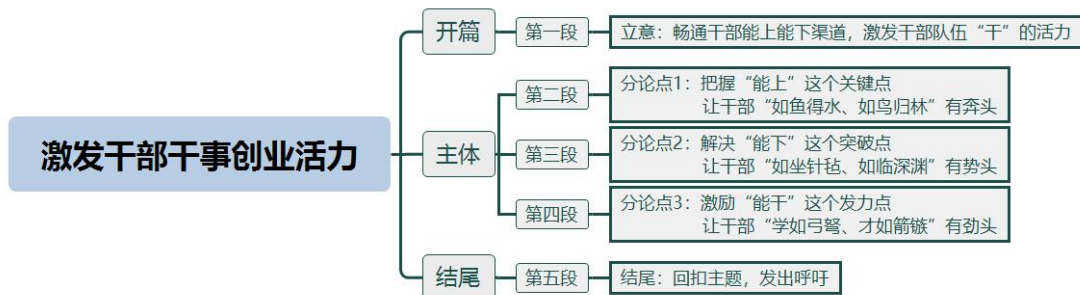 激发干部干事创业活力
开篇
第一段
立意：畅通干部能上能下渠道，激发干部队伍“干”的活力
主体
第二段
分论点1：把握“能上”这个关键点
让干部“如鱼得水、如鸟归林”有奔头
第三段
分论点2：解决“能下”这个突破点
让干部“如坐针毡、如临深渊”有势头
第四段
分论点3：激励“能干”这个发力点
让干部“学如弓弩、才如箭镞”有劲头
结尾
第五段
结尾：回扣主题，发出呼吁